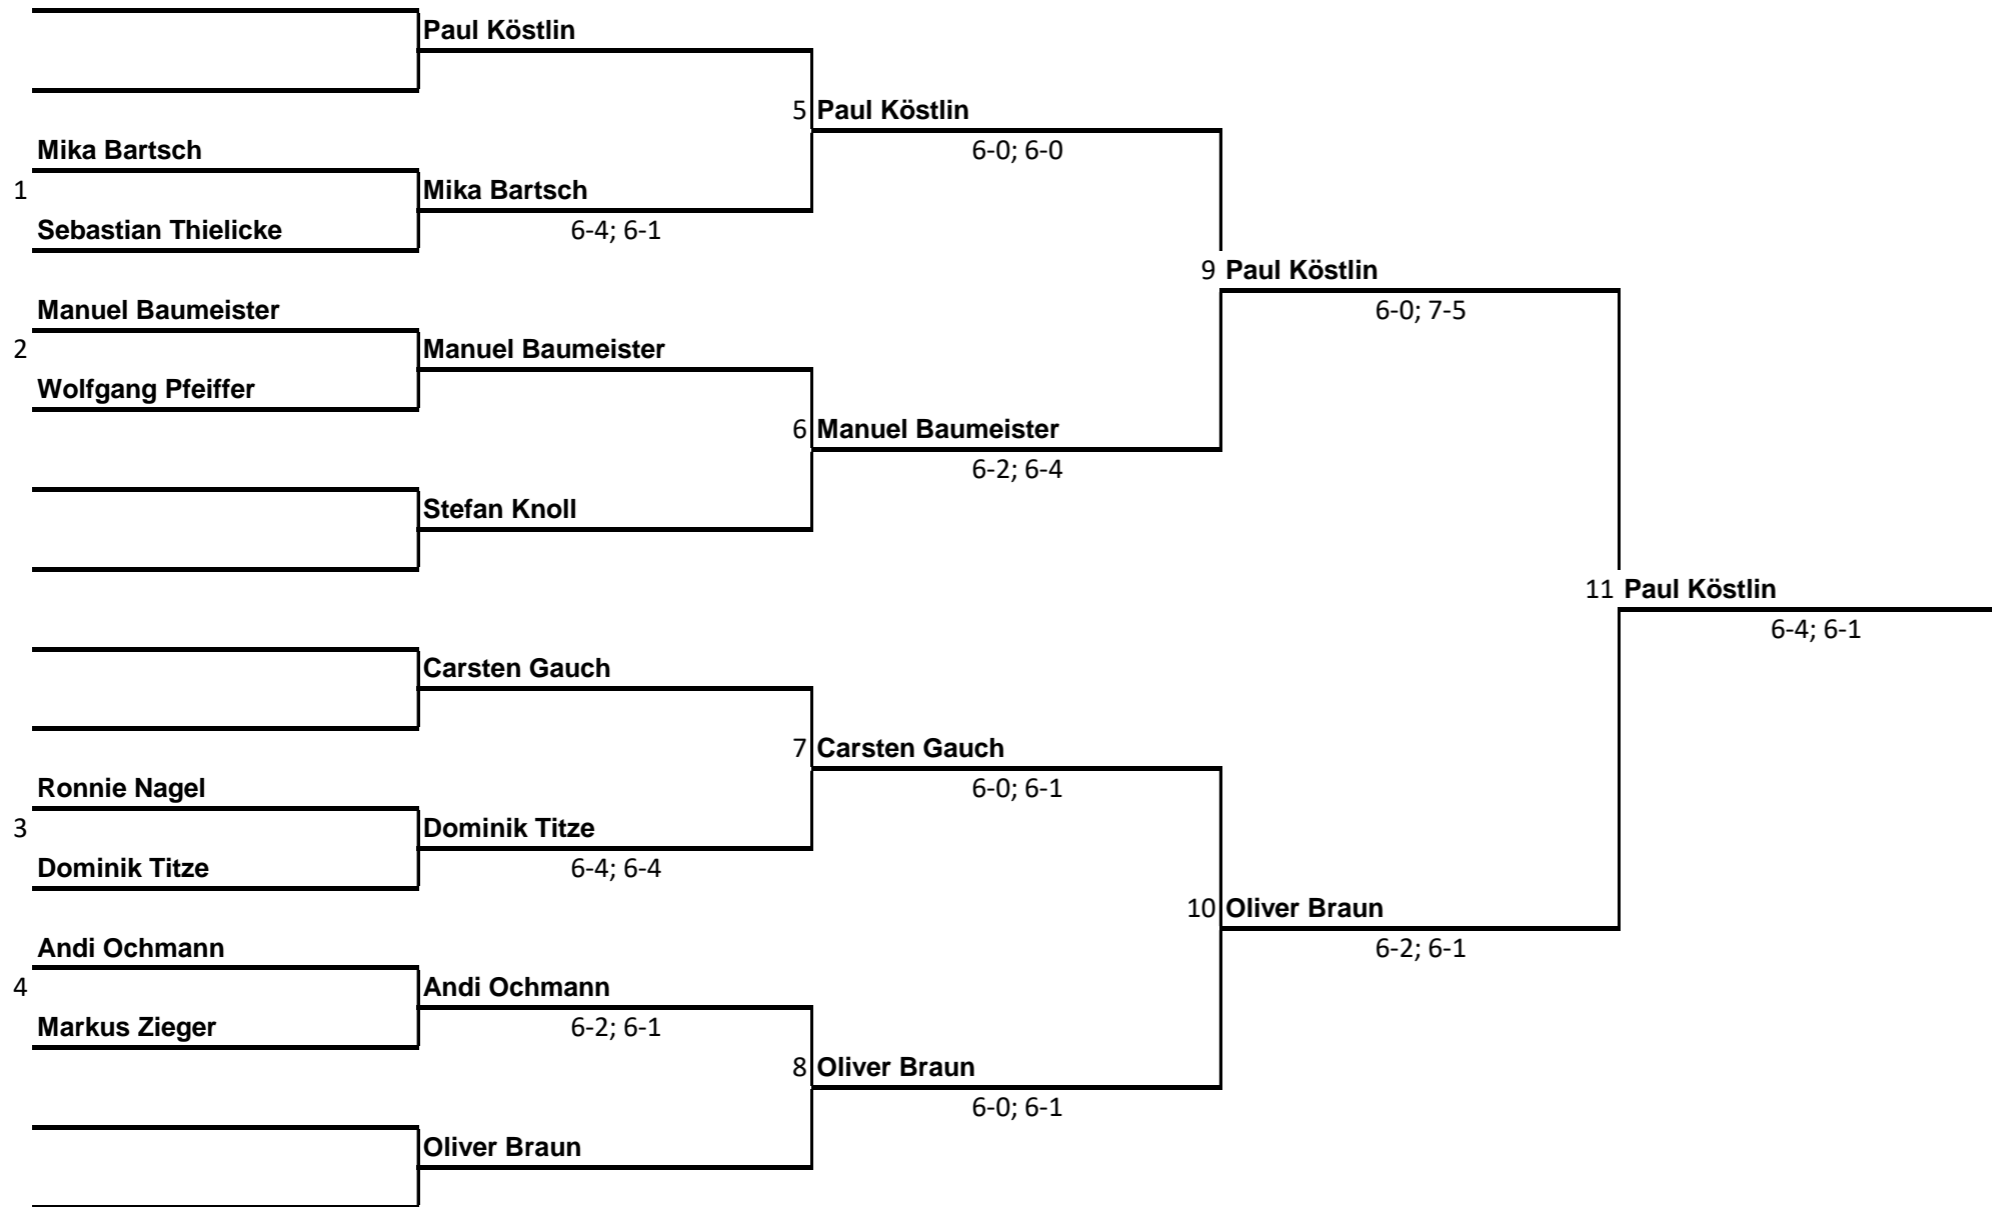 Paul Köstlin
5 Paul Köstlin
Mika Bartsch
6-0; 6-0
1
Mika Bartsch
Sebastian Thielicke
6-4; 6-1
9 Paul Köstlin
Manuel Baumeister
6-0; 7-5
2
Manuel Baumeister
Wolfgang Pfeiffer
6 Manuel Baumeister
6-2; 6-4
Stefan Knoll
11 Paul Köstlin
6-4; 6-1
Carsten Gauch
7 Carsten Gauch
Ronnie Nagel
6-0; 6-1
3
Dominik Titze
Dominik Titze
6-4; 6-4
10 Oliver Braun
Andi Ochmann
6-2; 6-1
4
Andi Ochmann
Markus Zieger
6-2; 6-1
8 Oliver Braun
6-0; 6-1
Oliver Braun